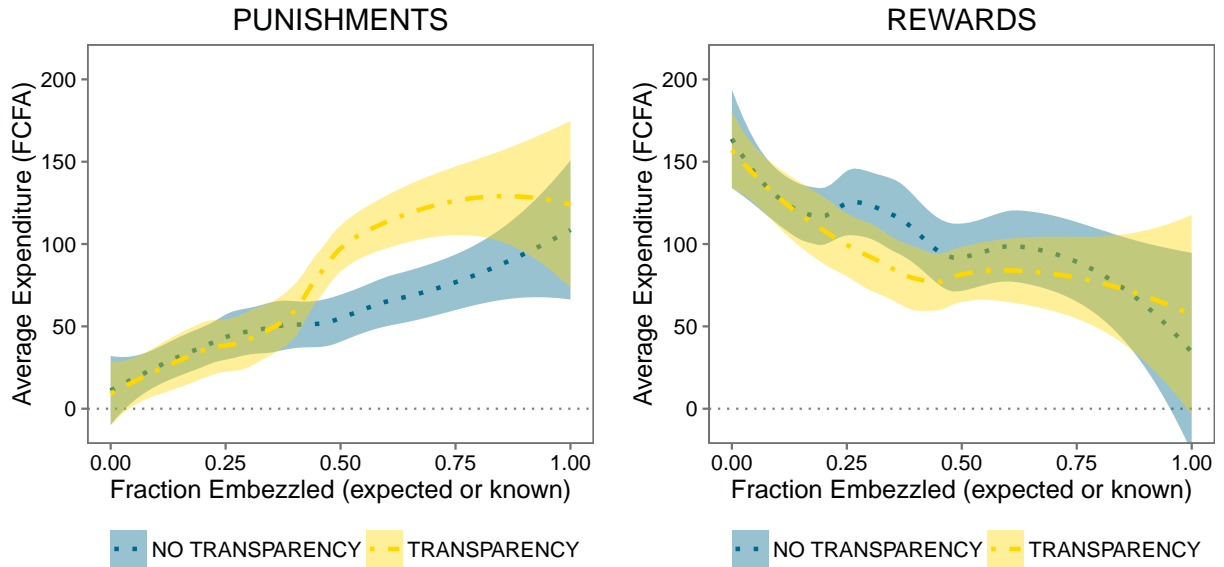 PUNISHMENTS
Average Expenditure (FCFA)
200
150
100
50
0
0.00 0.25 0.50 0.75 1.00
Fraction Embezzled (expected or known)
NO TRANSPARENCY TRANSPARENCY
REWARDS
Average Expenditure (FCFA)
200
150
100
50
0
0.00 0.25 0.50 0.75 1.00
Fraction Embezzled (expected or known)
NO TRANSPARENCY TRANSPARENCY